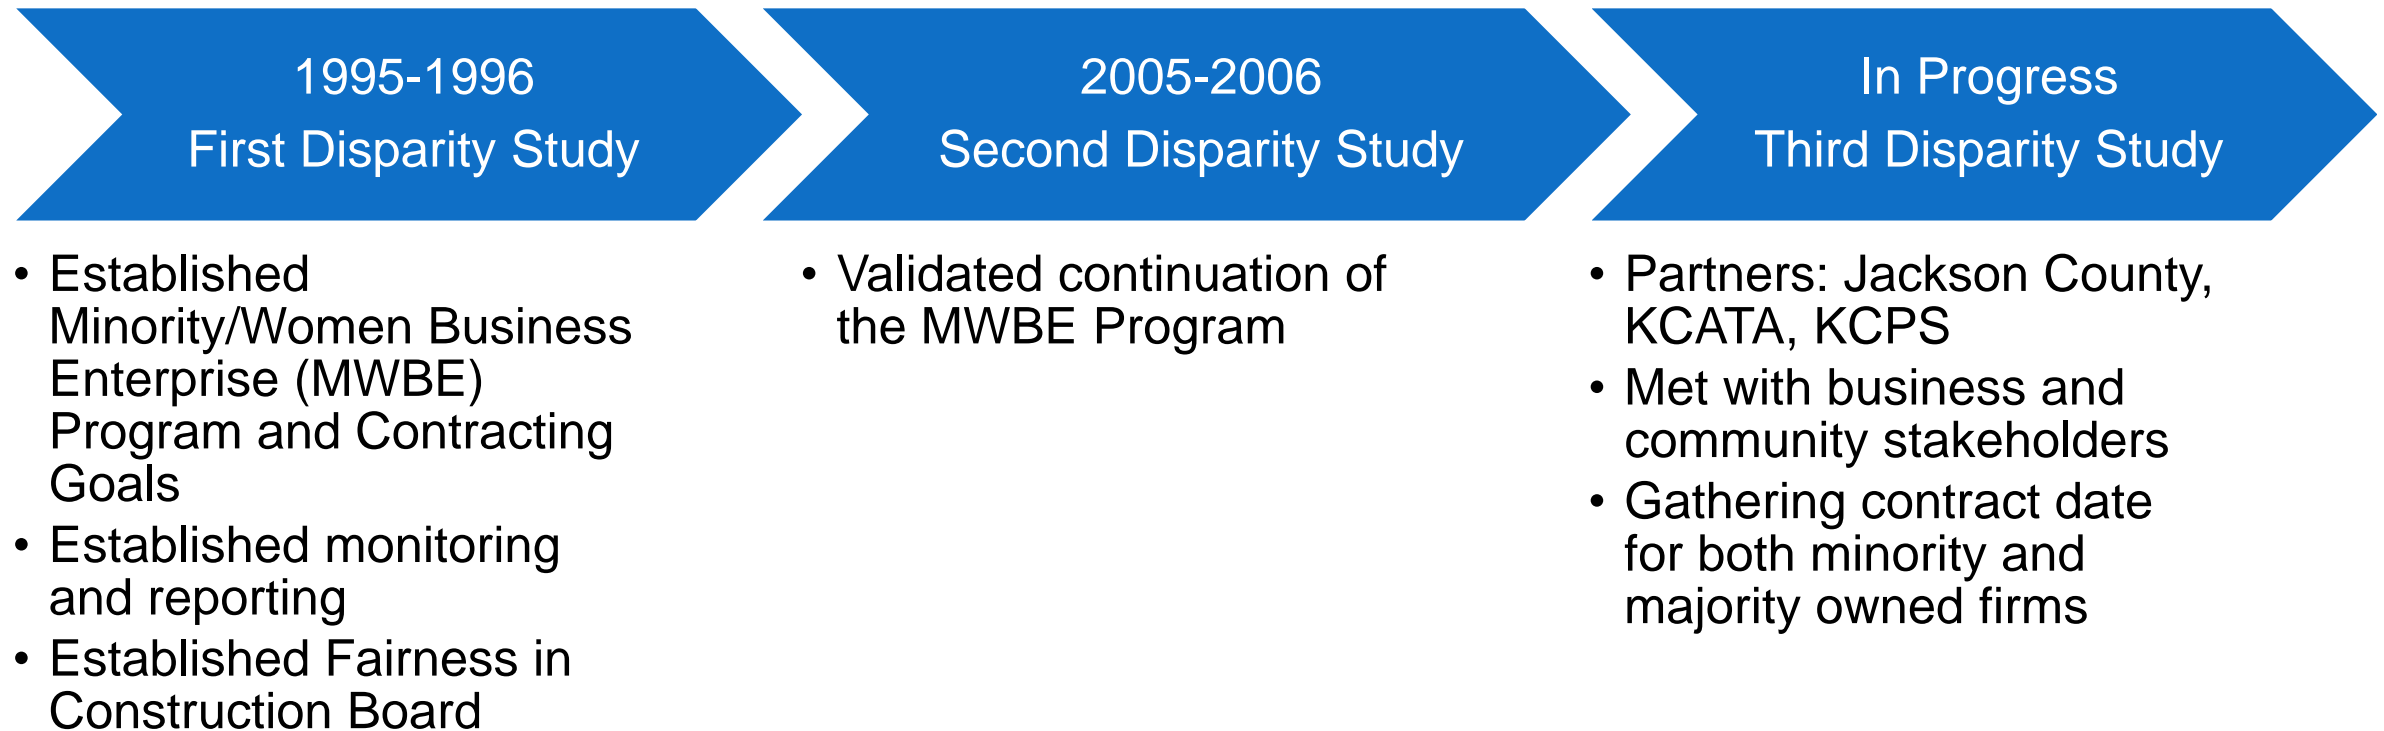 1995-1996
First Disparity Study
• Established
Minority/Women Business
Enterprise (MWBE)
Program and Contracting
Goals
• Established monitoring
and reporting
• Established Fairness in
Construction Board
2005-2006
Second Disparity Study
• Validated continuation of
the MWBE Program
In Progress
Third Disparity Study
• Partners: Jackson County,
KCATA, KCPS
• Met with business and
community stakeholders
• Gathering contract date
for both minority and
majority owned firms